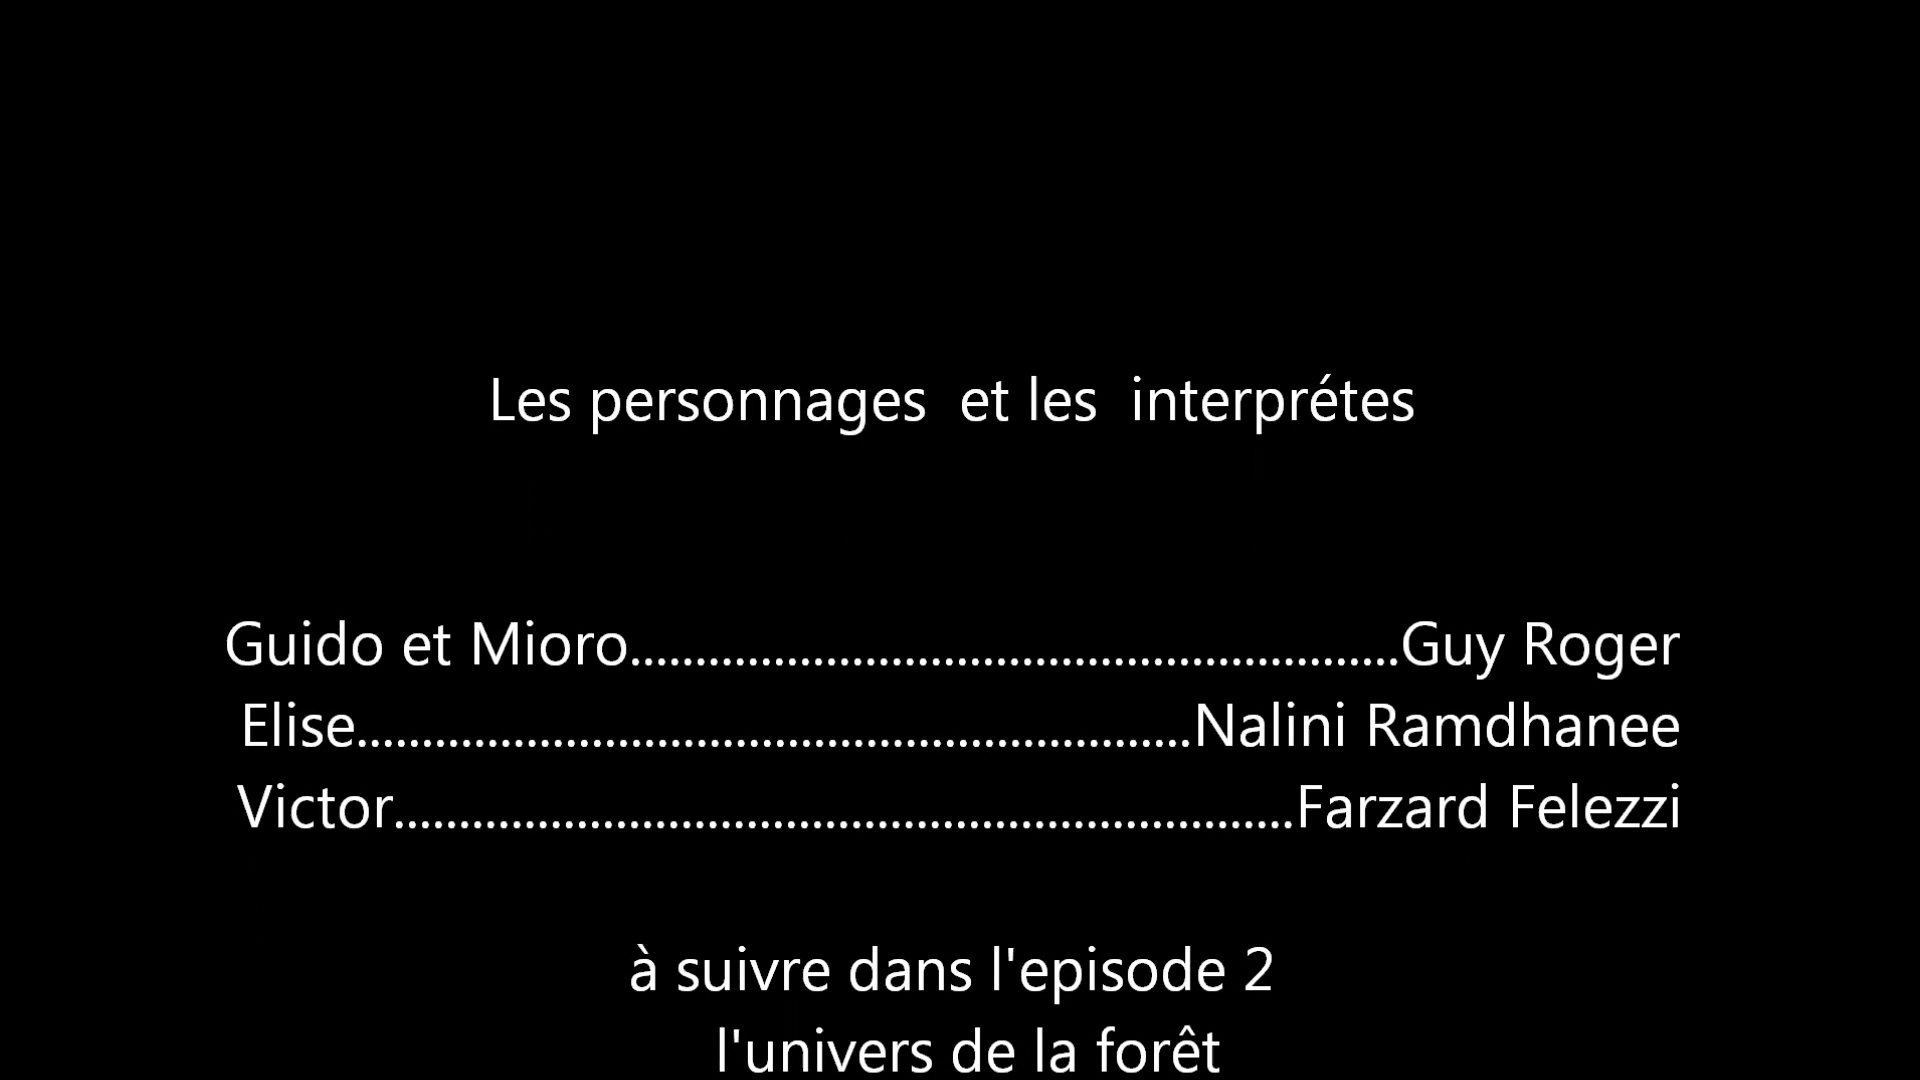 Les personnages  et les  interprétes
Guido et Mioro...........................................................Guy Roger
Elise................................................................Nalini Ramdhanee
Victor.....................................................................Farzard Felezzi
à suivre dans l'episode 2
l'univers de la forêt